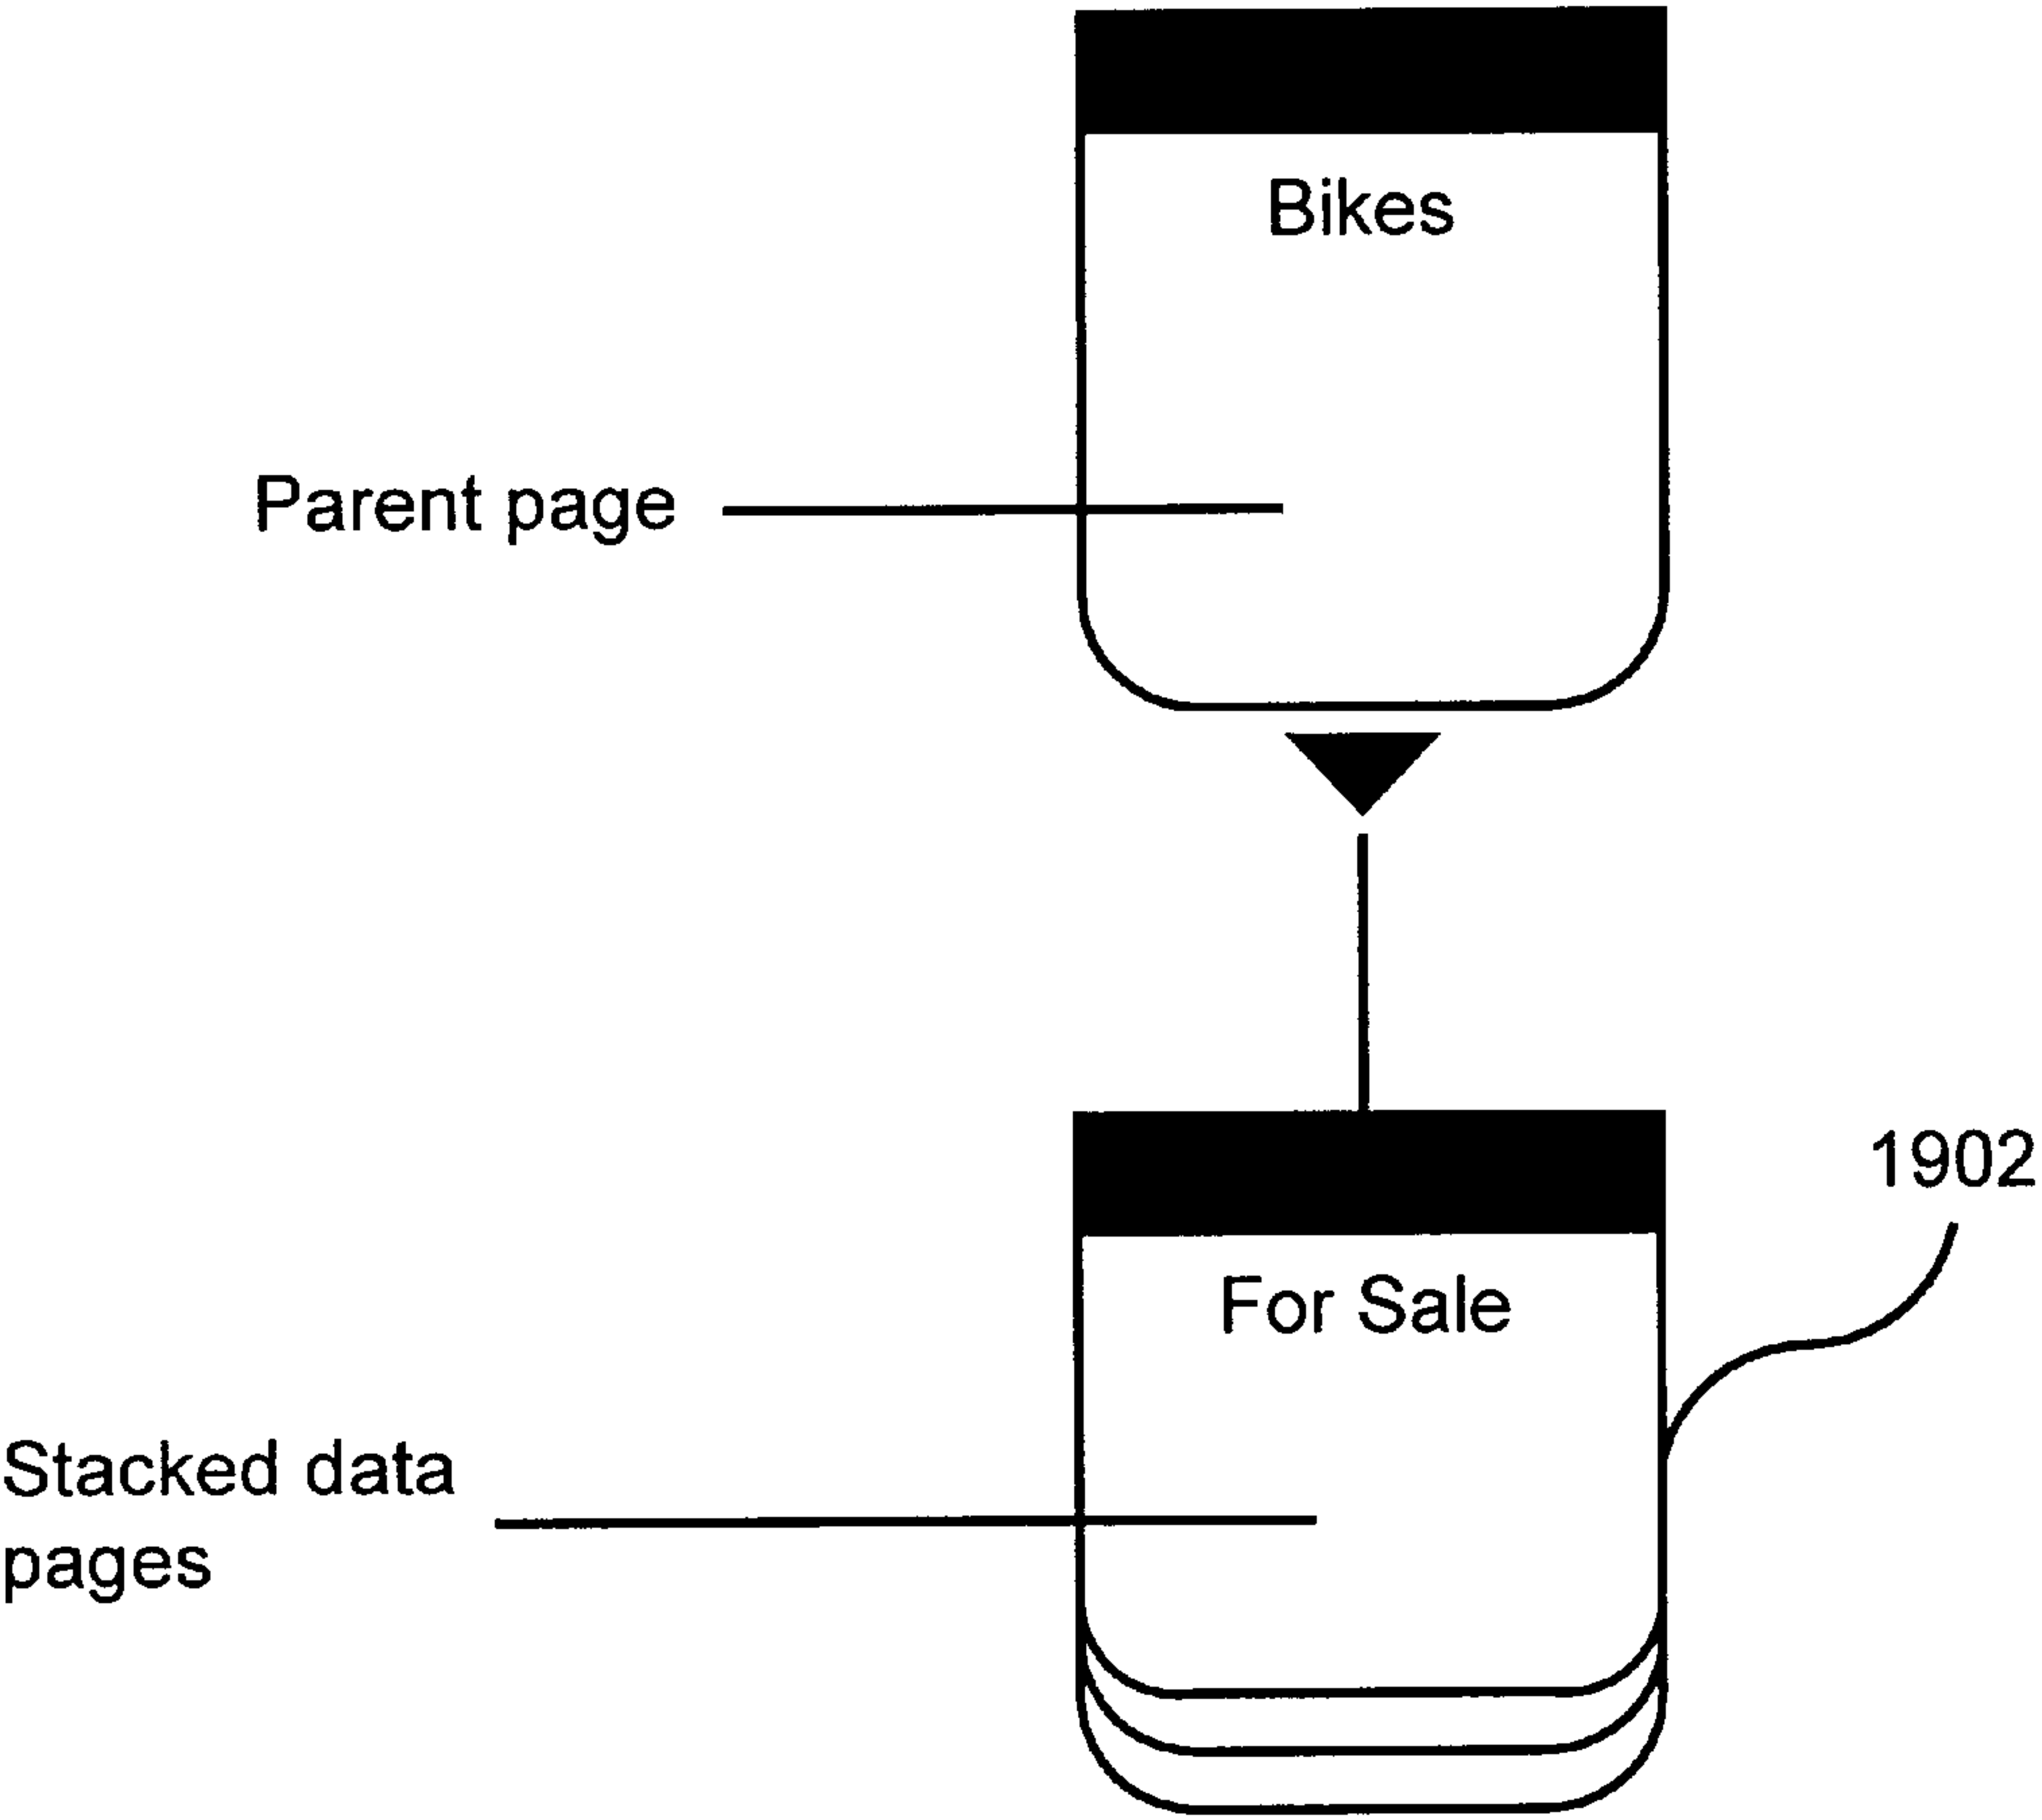 Bikes
Parent page
1902
For Sale
Stacked data
pages